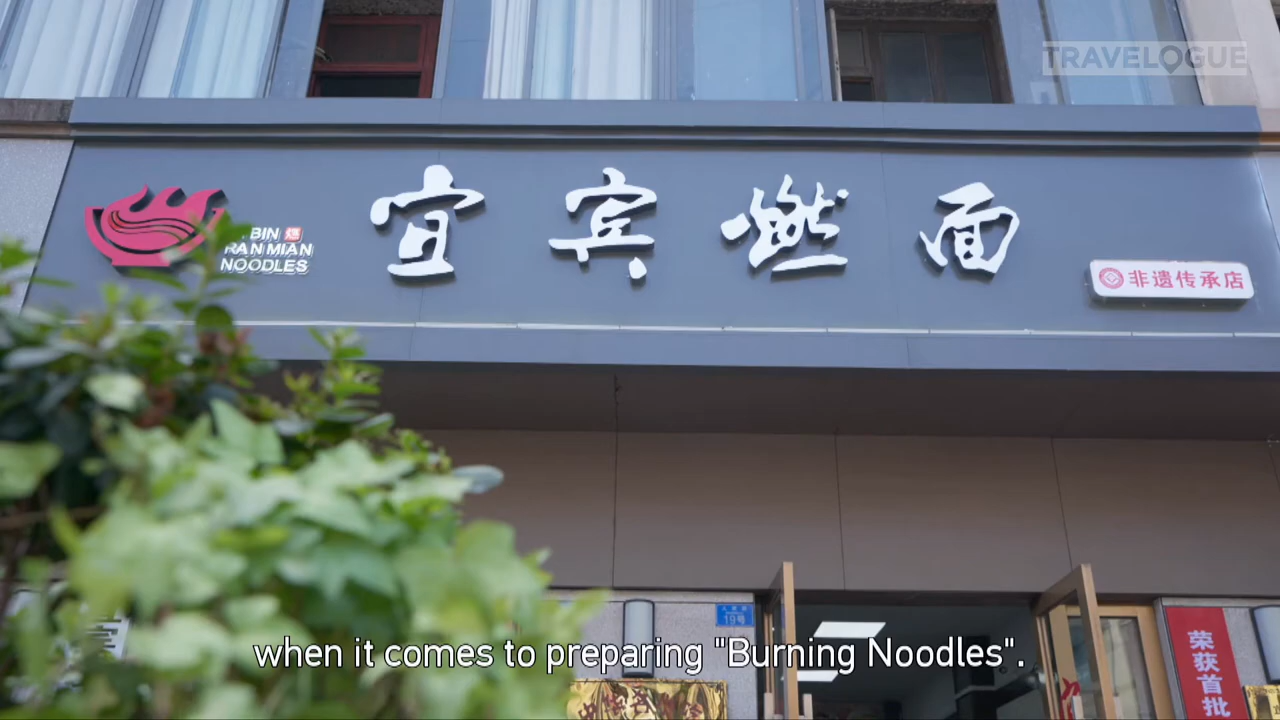 TRAVELOGUE
宜宾燃面
BIN
RAN MIAN
NOODLES
非遗传承店
19号
荣获首批
when it comes to preparing "Burning Noodles".